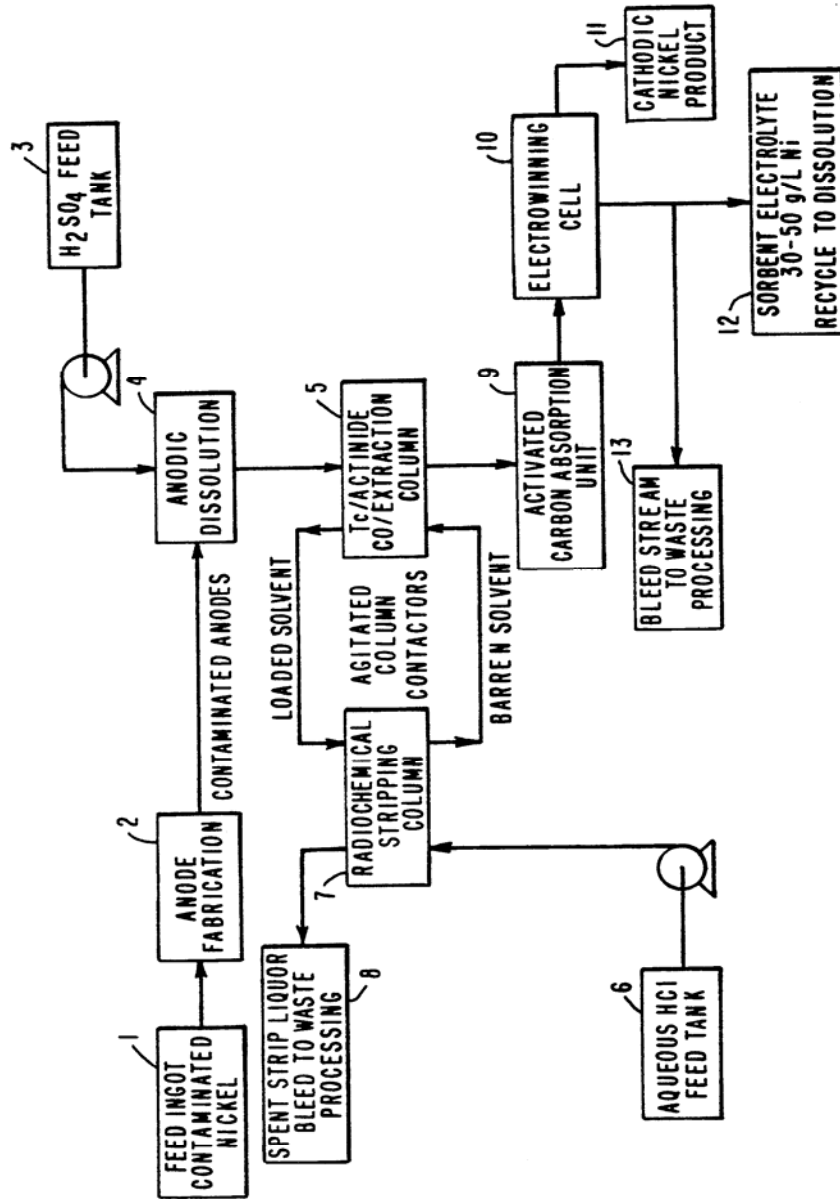 1
FEED INGOT
CONTAMINATED
NICKEL
2
ANODE
FABRICATION
CONTAMINATED ANODES
3
H2SO4 FEED
TANK
4
ANODIC
DISSOLUTION
5
Tc/ACTINIDE
CO/EXTRACTION
COLUMN
LOADED SOLVENT
AGITATED
COLUMN
CONTACTORS
BARREN SOLVENT
6
AQUEOUS HCl
FEED TANK
7
RADIOCHEMICAL
STRIPPING
COLUMN
8
SPENT STRIP LIQUOR
BLEED TO WASTE
PROCESSING
9
ACTIVATED
CARBON ABSORPTION
UNIT
10
ELECTROWINNING
CELL
11
CATHODIC
NICKEL
PRODUCT
12
SORBENT ELECTROLYTE
30-50 g/L Ni
RECYCLE TO DISSOLUTION
13
BLEED STREAM
TO WASTE
PROCESSING